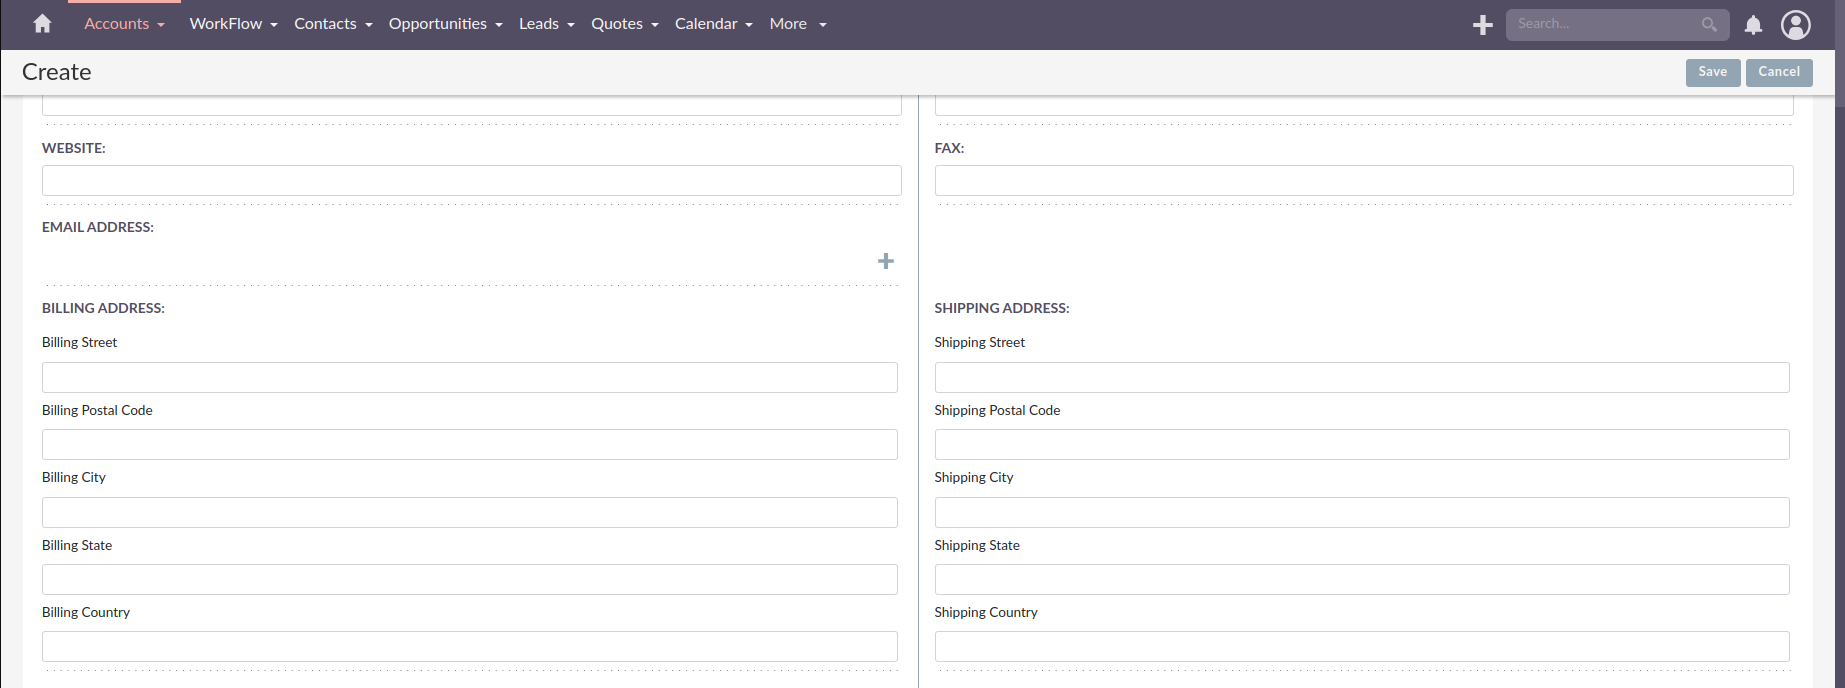 Accounts WorkFlow Contacts Opportunities Leads Quotes Calendar More Search...
Create Save Cancel
WEBSITE: FAX:
EMAIL ADDRESS:
BILLING ADDRESS: SHIPPING ADDRESS:
Billing Street Shipping Street
Billing Postal Code Shipping Postal Code
Billing City Shipping City
Billing State Shipping State
Billing Country Shipping Country